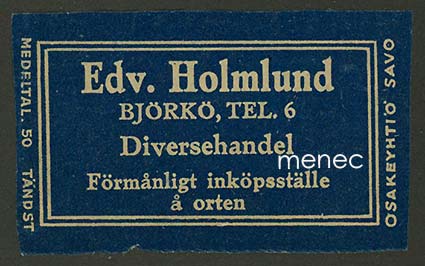 MEDELTAL. 50 TÄNDST
Edv. Holmlund
BJÖRKÖ, TEL. 6
Diversehandel
menec
Förmånligt inköpsställe
å orten
OSAKEYHTIÖ SAVO